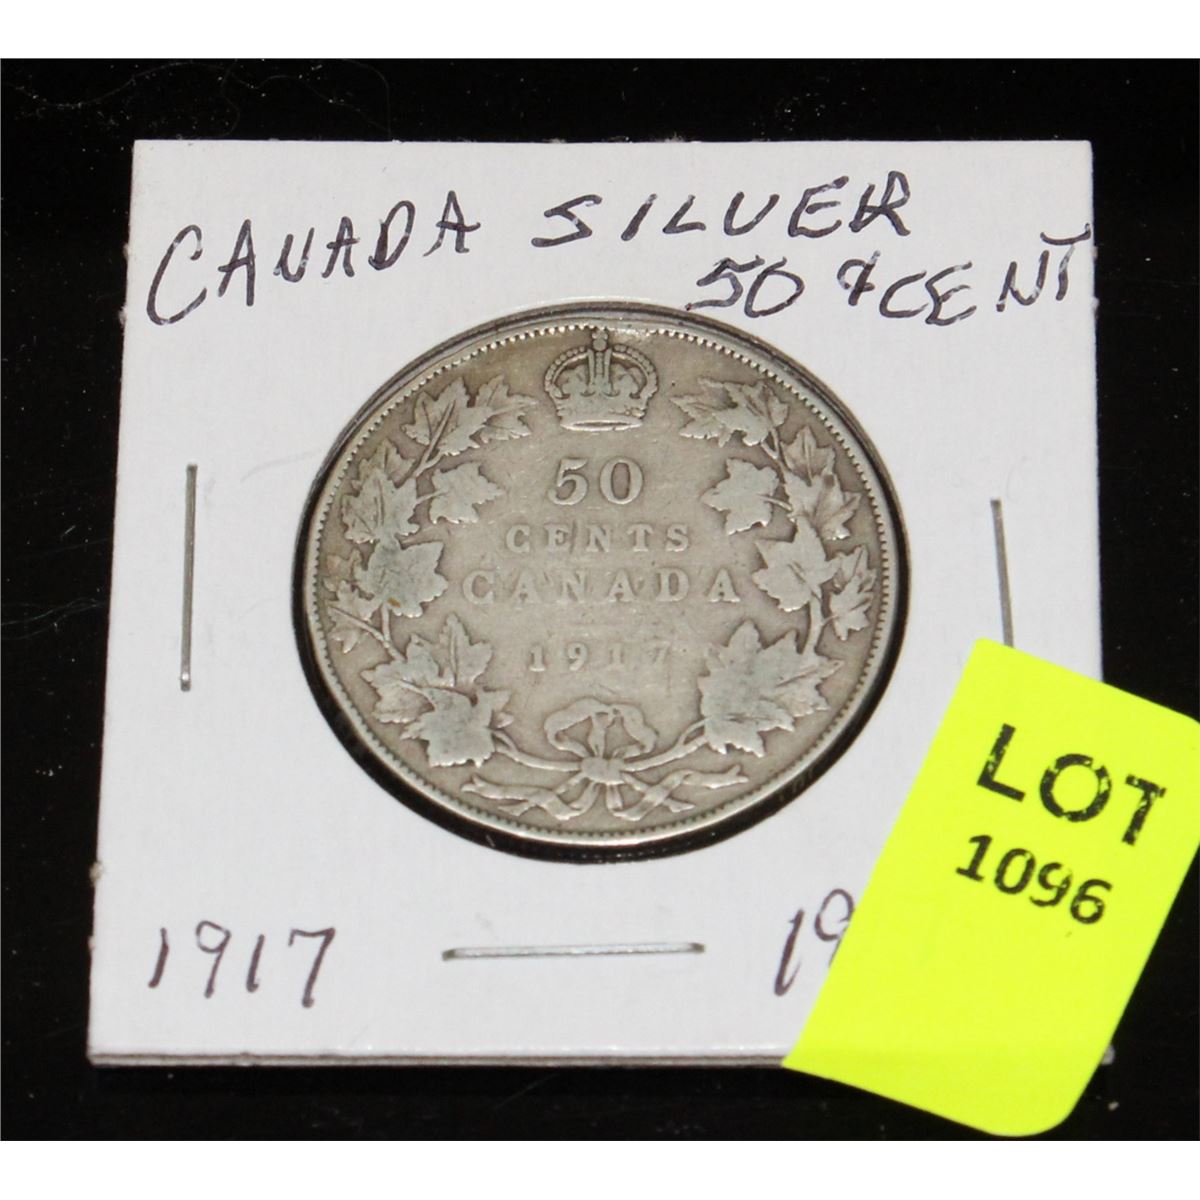 CANADA SILVER
50 ¢ CENT
50
CENTS
CANADA
1917
LOT
1096
1917